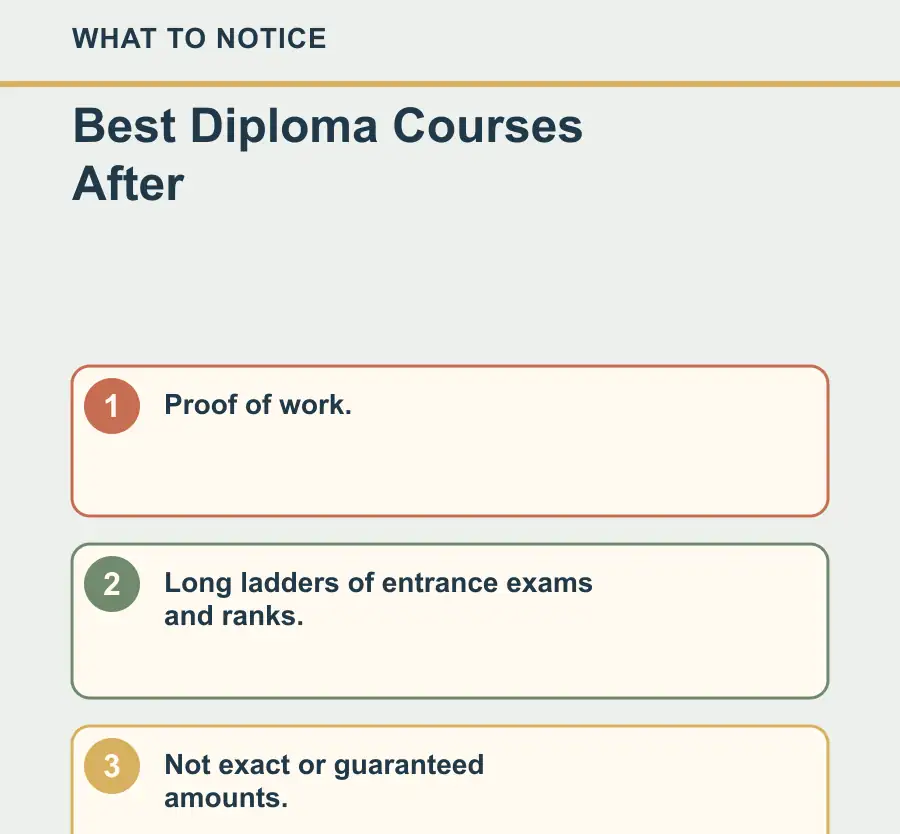 WHAT TO NOTICE
Best Diploma Courses
After
1
Proof of work.
2
Long ladders of entrance exams
and ranks.
3
Not exact or guaranteed
amounts.